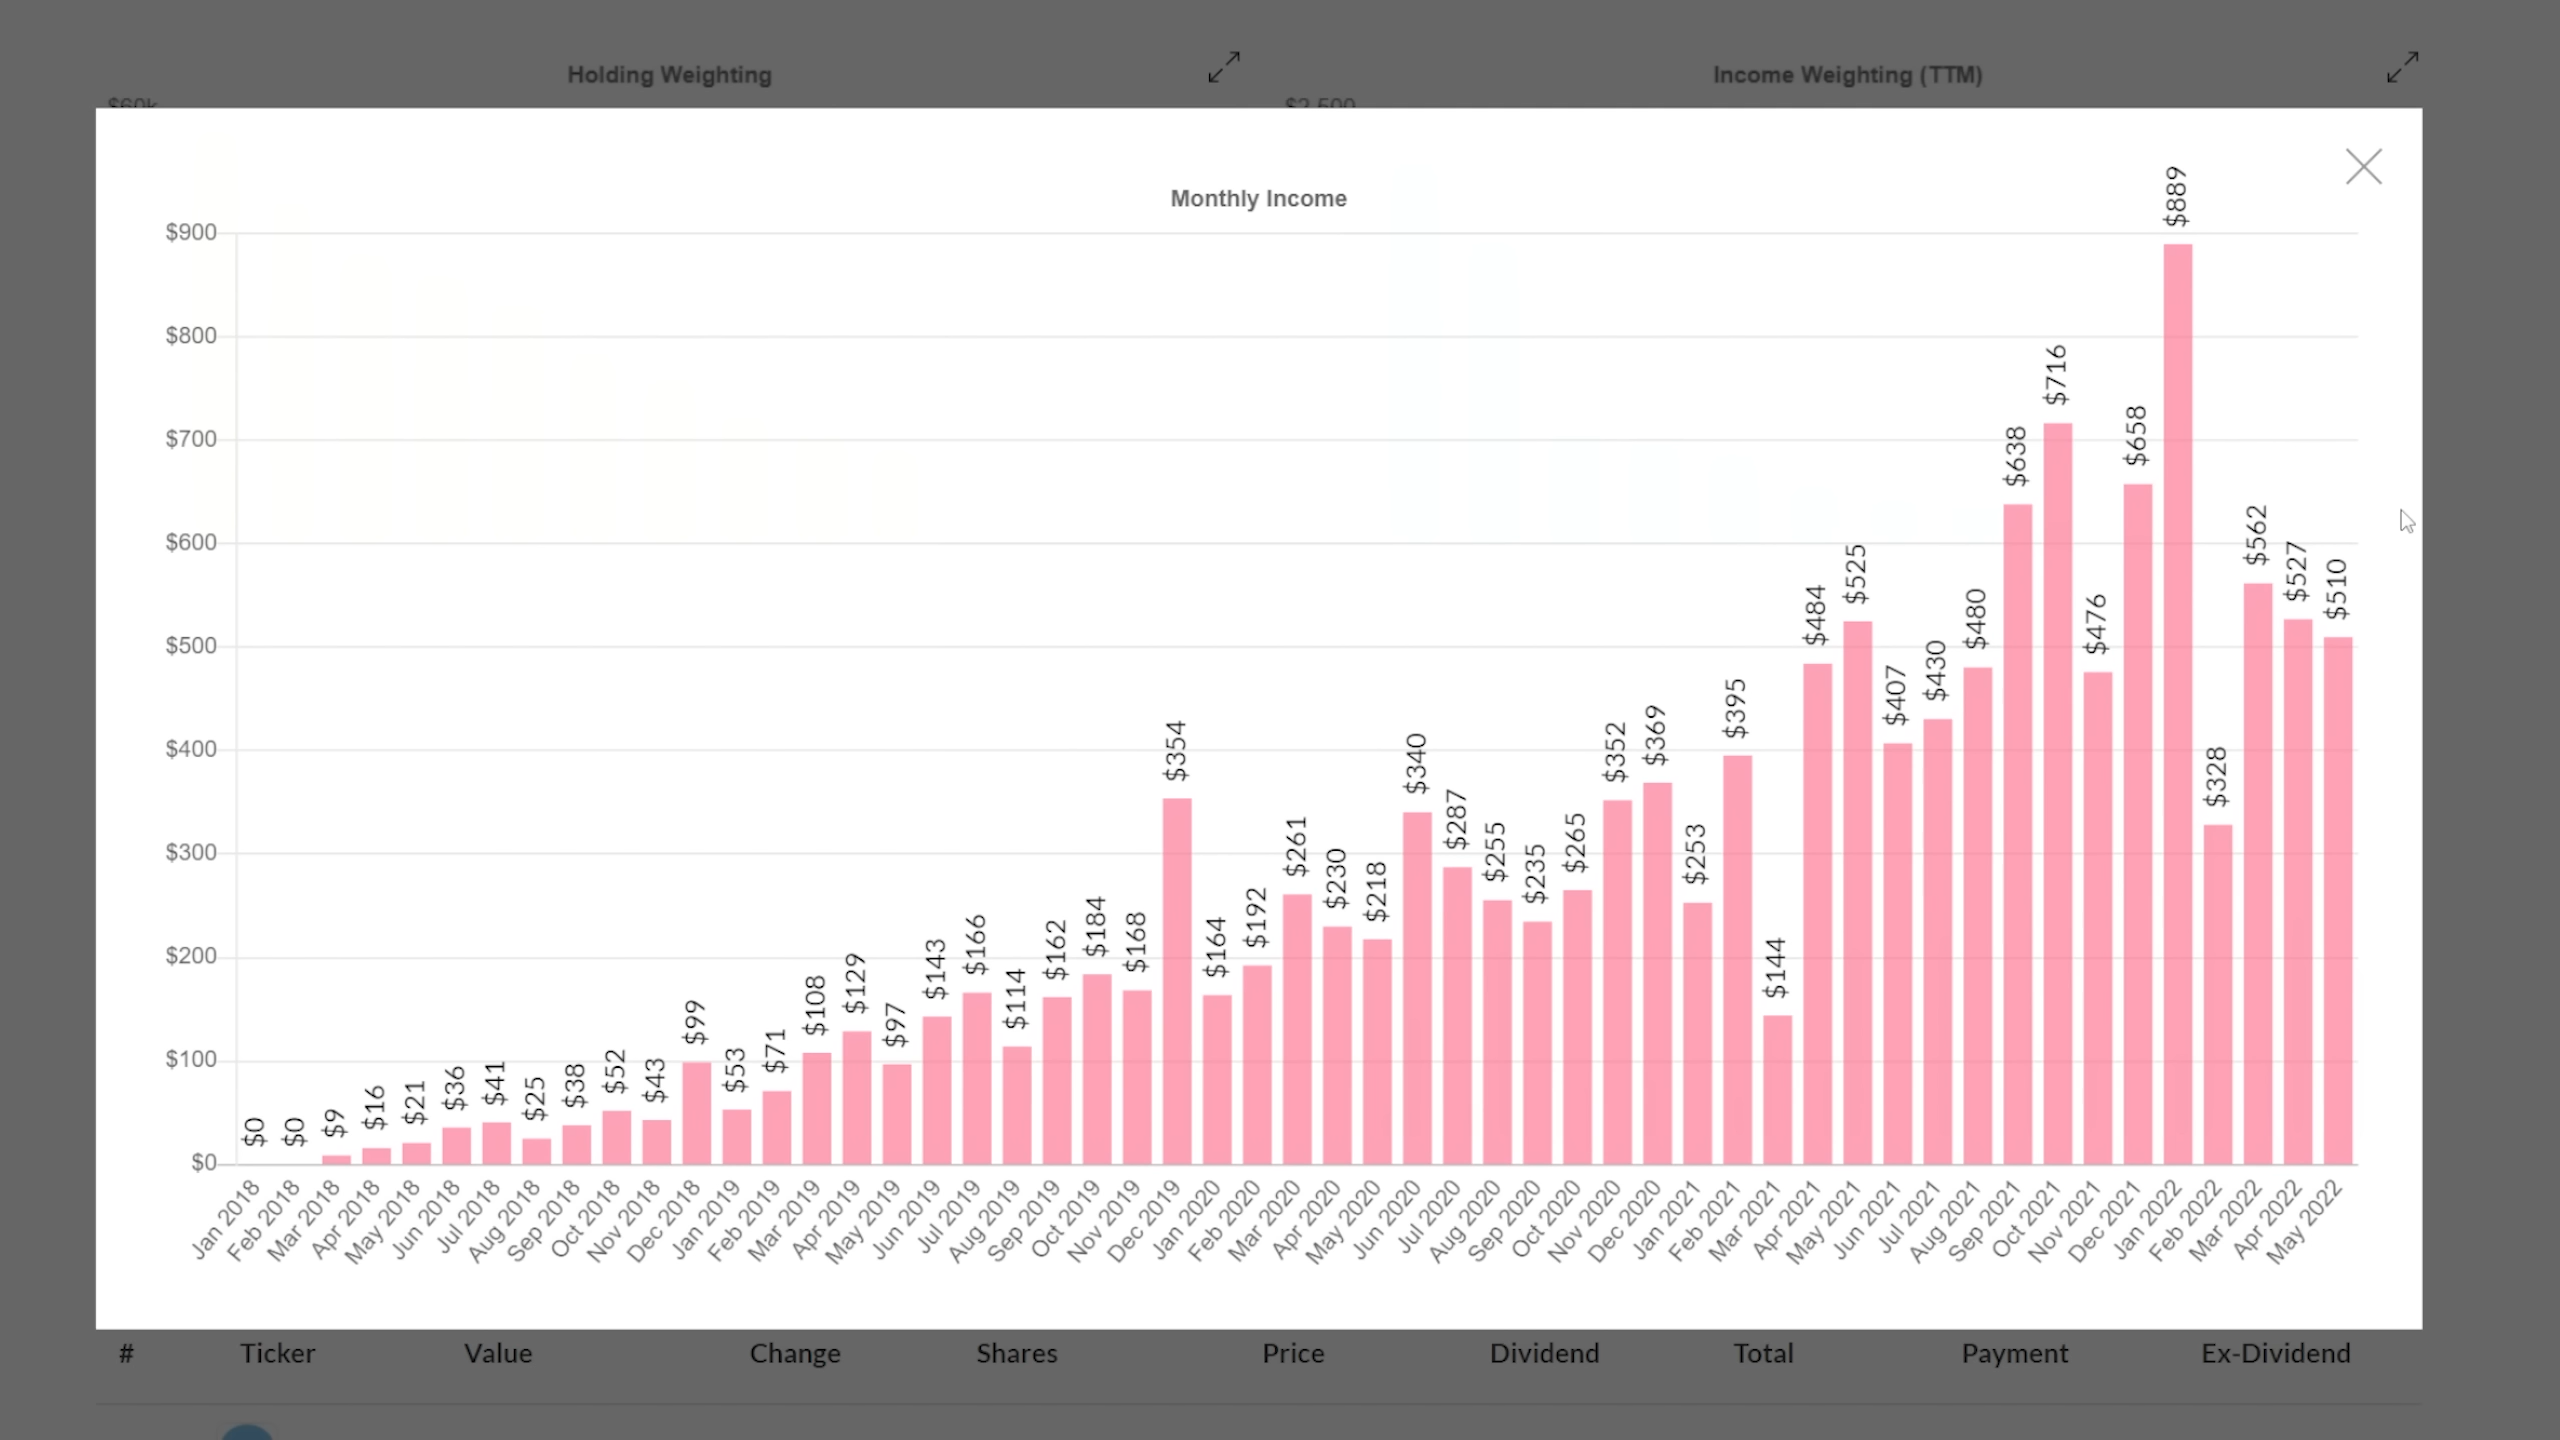 Holding Weighting
Income Weighting (TTM)
$60k
$2,500
Monthly Income
$900
$800
$700
$600
$500
$400
$300
$200
$100
$0
$0
$0
$9
$16
$21
$36
$41
$25
$38
$52
$43
$99
$53
$71
$108
$129
$97
$143
$166
$114
$162
$184
$168
$354
$164
$192
$261
$230
$218
$340
$287
$255
$235
$265
$352
$369
$253
$395
$144
$484
$525
$407
$430
$480
$638
$716
$476
$658
$889
$328
$562
$527
$510
Jan 2018
Feb 2018
Mar 2018
Apr 2018
May 2018
Jun 2018
Jul 2018
Aug 2018
Sep 2018
Oct 2018
Nov 2018
Dec 2018
Jan 2019
Feb 2019
Mar 2019
Apr 2019
May 2019
Jun 2019
Jul 2019
Aug 2019
Sep 2019
Oct 2019
Nov 2019
Dec 2019
Jan 2020
Feb 2020
Mar 2020
Apr 2020
May 2020
Jun 2020
Jul 2020
Aug 2020
Sep 2020
Oct 2020
Nov 2020
Dec 2020
Jan 2021
Feb 2021
Mar 2021
Apr 2021
May 2021
Jun 2021
Jul 2021
Aug 2021
Sep 2021
Oct 2021
Nov 2021
Dec 2021
Jan 2022
Feb 2022
Mar 2022
Apr 2022
May 2022
# Ticker Value Change Shares Price Dividend Total Payment Ex-Dividend